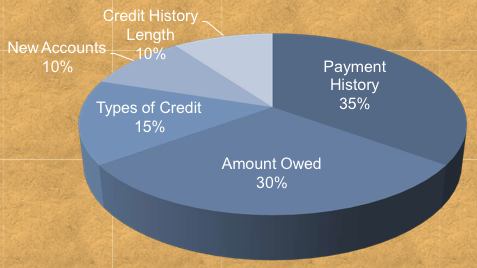 Credit History
Length
10%
New Accounts
10%
Payment
History
35%
Types of Credit
15%
Amount Owed
30%